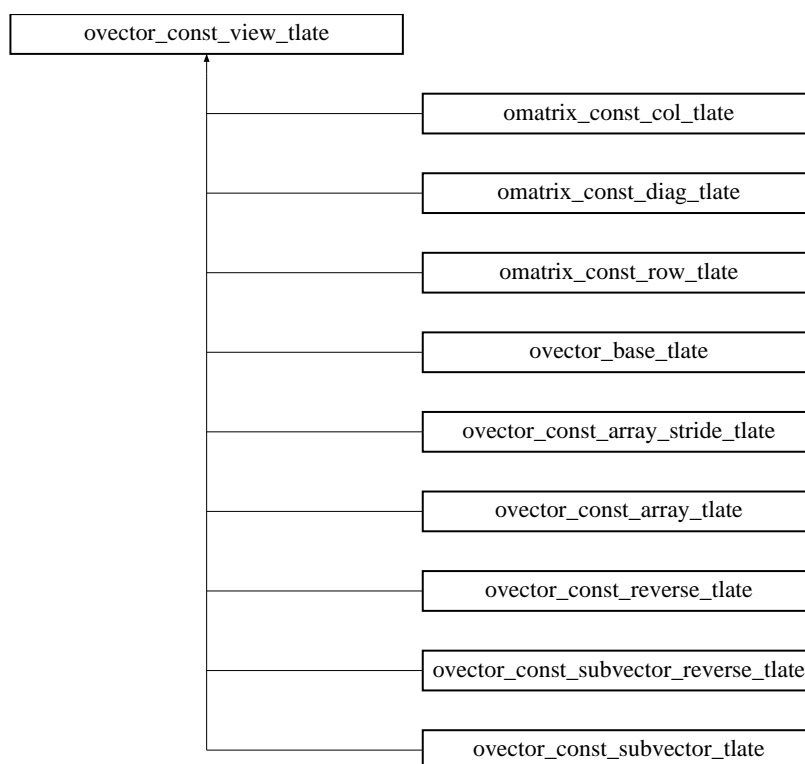 ovector_const_view_tlate
omatrix_const_col_tlate
omatrix_const_diag_tlate
omatrix_const_row_tlate
ovector_base_tlate
ovector_const_array_stride_tlate
ovector_const_array_tlate
ovector_const_reverse_tlate
ovector_const_subvector_reverse_tlate
ovector_const_subvector_tlate